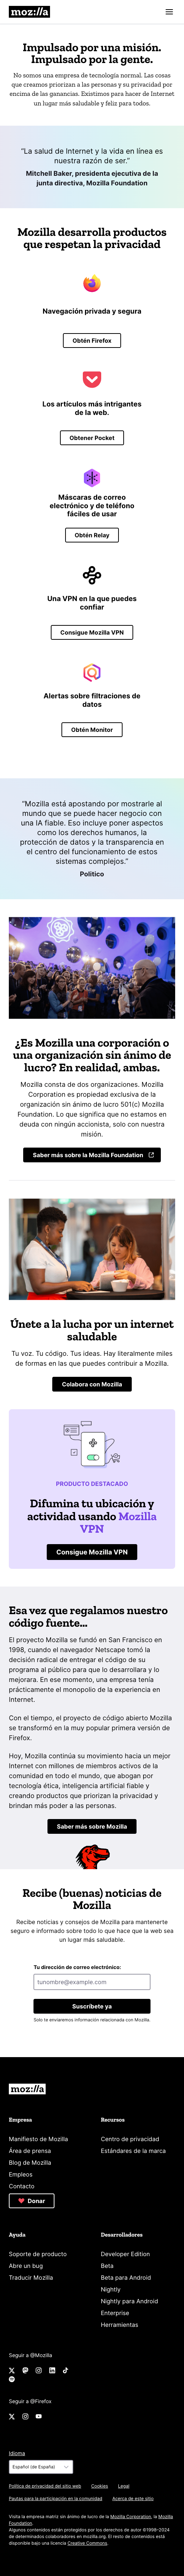 moz://a
Impulsado por una misión.
Impulsado por la gente.
No somos una empresa de tecnología normal. Las cosas
que creamos priorizan a las personas y su privacidad por
encima de las ganancias. Existimos para hacer de Internet
un lugar más saludable y feliz para todos.
“La salud de Internet y la vida en línea es
nuestra razón de ser.”
Mitchell Baker, presidenta ejecutiva de la
junta directiva, Mozilla Foundation
Mozilla desarrolla productos
que respetan la privacidad
Navegación privada y segura
Obtén Firefox
Los artículos más intrigantes
de la web.
Obtener Pocket
Máscaras de correo
electrónico y de teléfono
fáciles de usar
Obtén Relay
Una VPN en la que puedes
confiar
Consigue Mozilla VPN
Alertas sobre filtraciones de
datos
Obtén Monitor
“Mozilla está apostando por mostrarle al
mundo que se puede hacer negocio con
una IA fiable. Eso incluye poner aspectos
como los derechos humanos, la
protección de datos y la transparencia en
el centro del funcionamiento de estos
sistemas complejos.”
Politico
¿Es Mozilla una corporación o
una organización sin ánimo de
lucro? En realidad, ambas.
Mozilla consta de dos organizaciones. Mozilla
Corporation es propiedad exclusiva de la
organización sin ánimo de lucro 501(c) Mozilla
Foundation. Lo que significa que no estamos en
deuda con ningún accionista, solo con nuestra
misión.
Saber más sobre la Mozilla Foundation
Únete a la lucha por un internet
saludable
Tu voz. Tu código. Tus ideas. Hay literalmente miles
de formas en las que puedes contribuir a Mozilla.
Colabora con Mozilla
PRODUCTO DESTACADO
Difumina tu ubicación y
actividad usando Mozilla
VPN
Consigue Mozilla VPN
Esa vez que regalamos nuestro
código fuente…
El proyecto Mozilla se fundó en San Francisco en
1998, cuando el navegador Netscape tomó la
decisión radical de entregar el código de su
programa al público para que lo desarrollara y lo
mejorara. En ese momento, una empresa tenía
prácticamente el monopolio de la experiencia en
Internet.
Con el tiempo, el proyecto de código abierto Mozilla
se transformó en la muy popular primera versión de
Firefox.
Hoy, Mozilla continúa su movimiento hacia un mejor
Internet con millones de miembros activos de la
comunidad en todo el mundo, que abogan por
tecnología ética, inteligencia artificial fiable y
creando productos que priorizan la privacidad y
brindan más poder a las personas.
Saber más sobre Mozilla
Recibe (buenas) noticias de
Mozilla
Recibe noticias y consejos de Mozilla para mantenerte
seguro e informado sobre todo lo que hace que la web sea
un lugar más saludable.
Tu dirección de correo electrónico:
tunombre@example.com
Suscríbete ya
Solo te enviaremos información relacionada con Mozilla.
moz://a
Empresa
Manifiesto de Mozilla
Área de prensa
Blog de Mozilla
Empleos
Contacto
Donar
Recursos
Centro de privacidad
Estándares de la marca
Ayuda
Soporte de producto
Abre un bug
Traducir Mozilla
Desarrolladores
Developer Edition
Beta
Beta para Android
Nightly
Nightly para Android
Enterprise
Herramientas
Seguir a @Mozilla
Seguir a @Firefox
Idioma
Español (de España)
Política de privacidad del sitio web
Cookies
Legal
Pautas para la participación en la comunidad
Acerca de este sitio
Visita la empresa matriz sin ánimo de lucro de la Mozilla Corporation, la Mozilla
Foundation.
Algunos contenidos están protegidos por los derechos de autor ©1998–2024
de odernamente colaboradores en mozilla.org. El resto de contenidos están
disponible bajo una licencia Creative Commons.